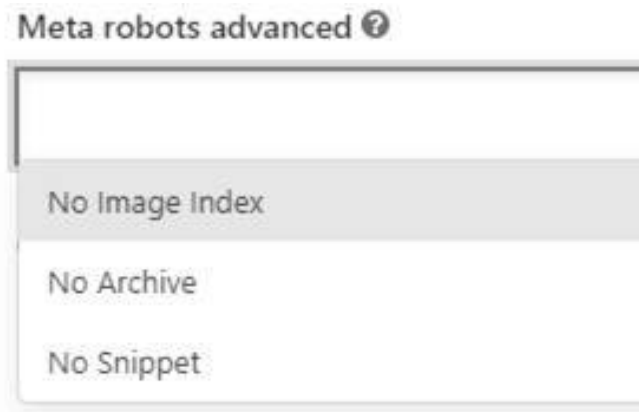 Meta robots advanced ?
No Image Index
No Archive
No Snippet